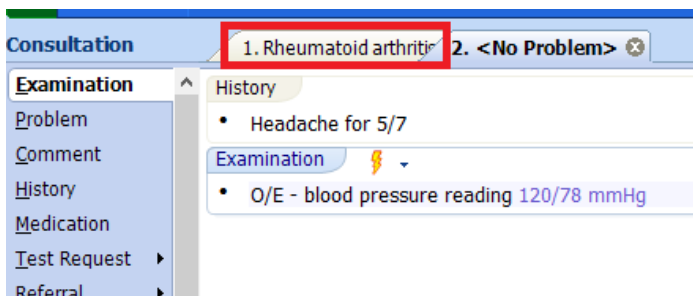 Consultation
1. Rheumatoid arthritis 2. <No Problem>
Examination
Problem
Comment
History
Medication
Test Request
Referral
History
• Headache for 5/7
Examination
• O/E - blood pressure reading 120/78 mmHg